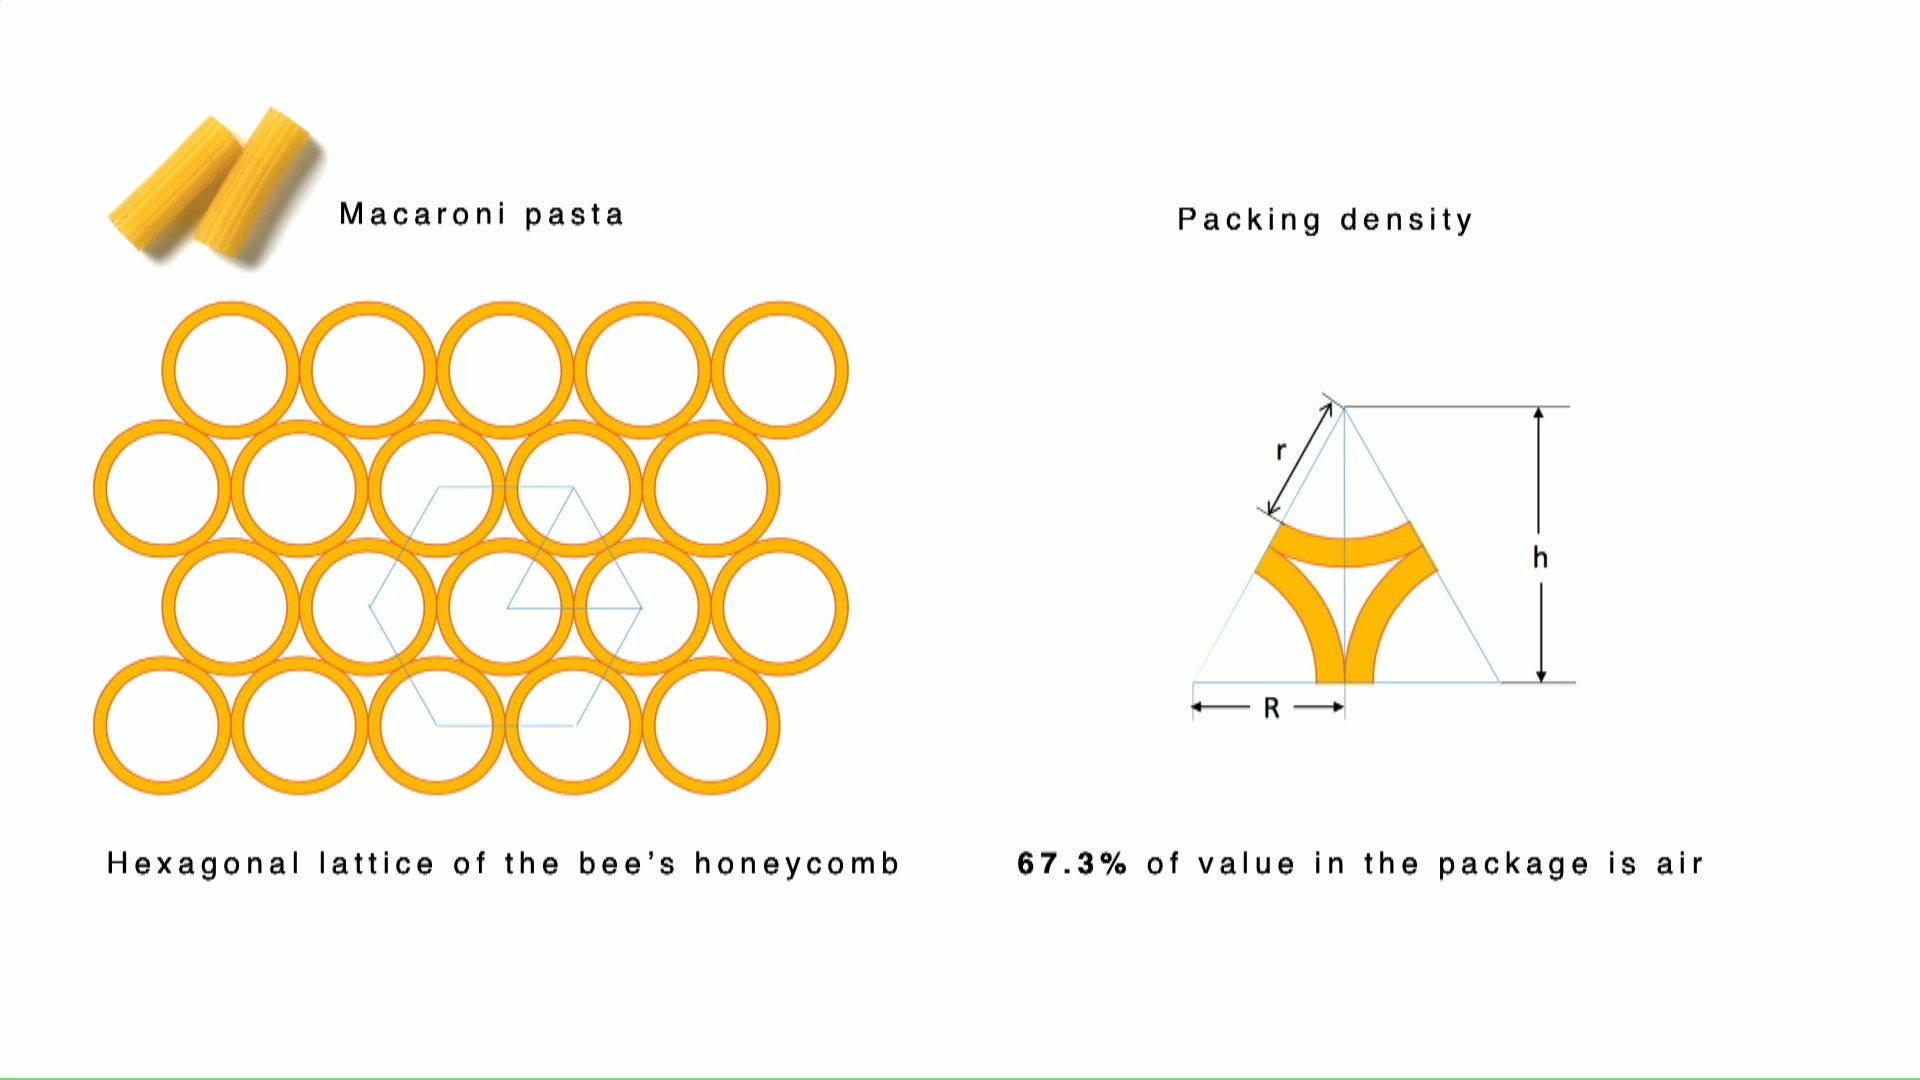 Macaroni pasta
Packing density
r
h
R
Hexagonal lattice of the bee's honeycomb
67.3% of value in the package is air